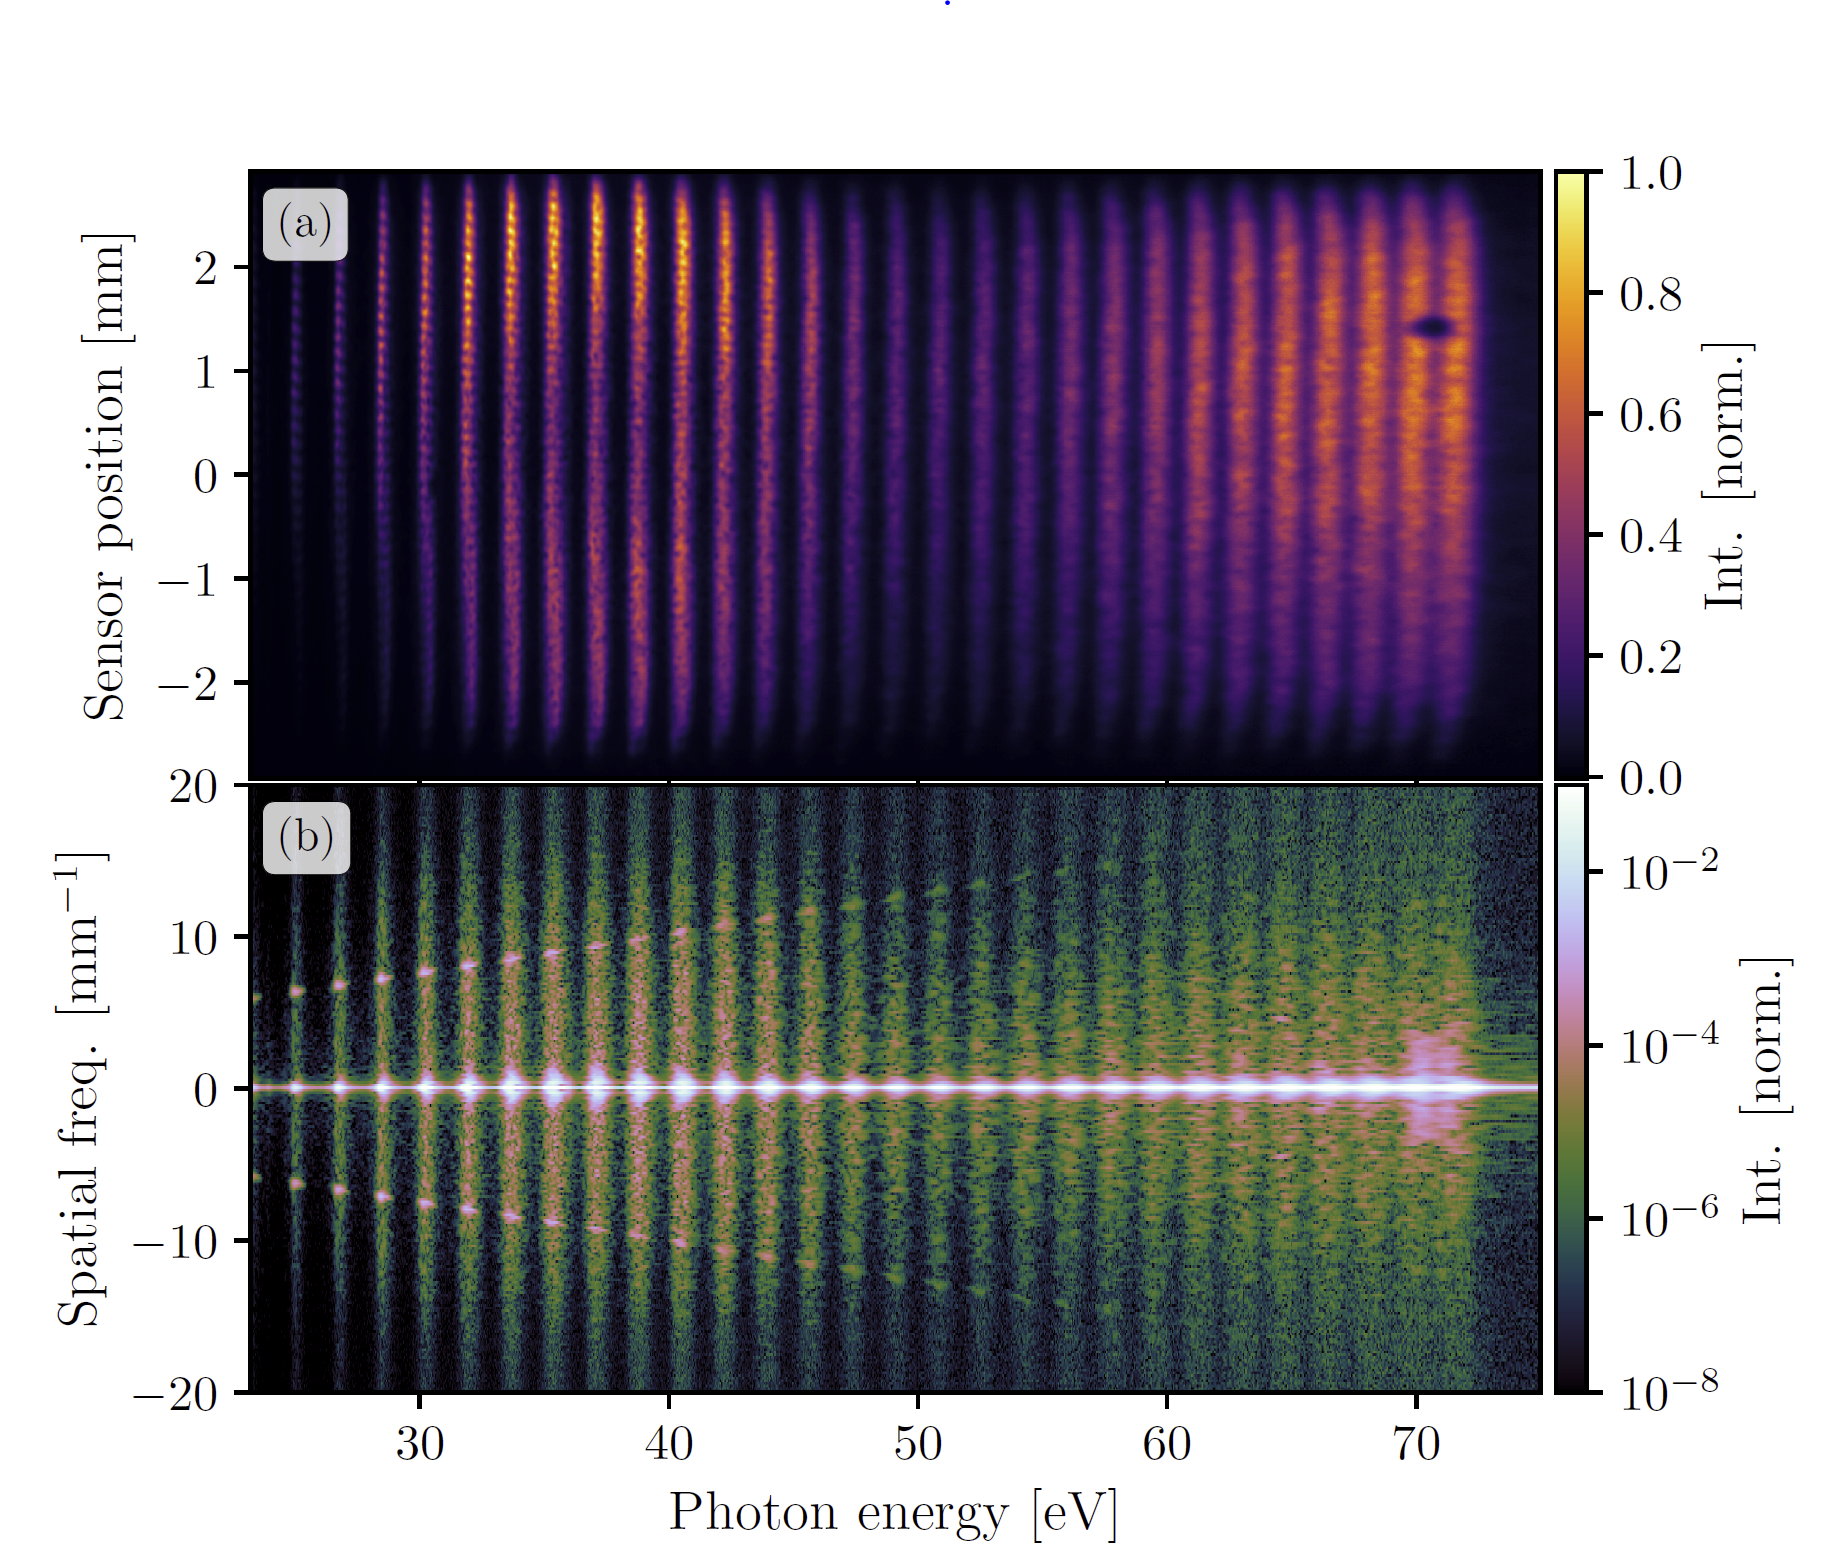 (a)
Sensor position [mm]
2
1
0
−1
−2
1.0
0.8
0.6
0.4
0.2
0.0
Int. [norm.]
(b)
Spatial freq. [mm⁻¹]
20
10
0
−10
−20
10⁻²
10⁻⁴
10⁻⁶
10⁻⁸
Int. [norm.]
30 40 50 60 70
Photon energy [eV]